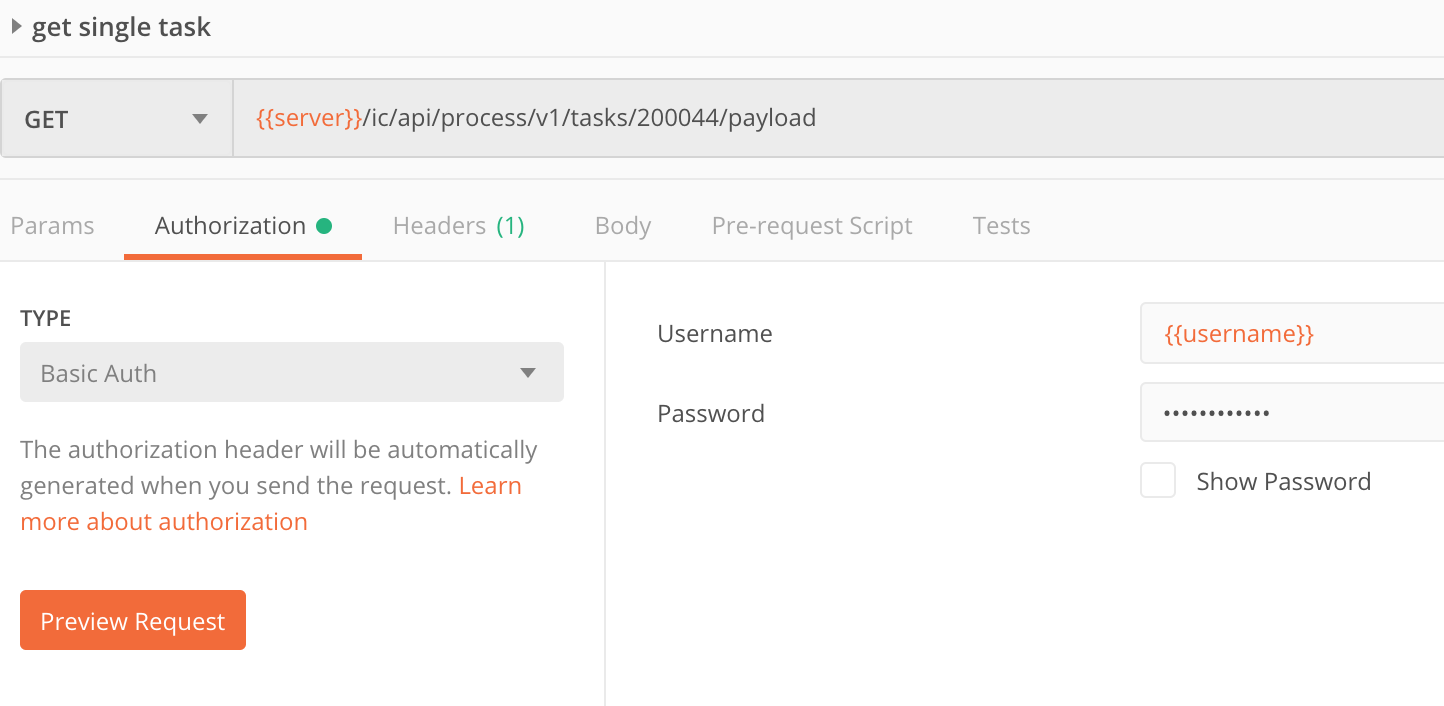 get single task
GET
{{server}}/ic/api/process/v1/tasks/200044/payload
Params
Authorization
Headers (1)
Body
Pre-request Script
Tests
TYPE
Basic Auth
The authorization header will be automatically
generated when you send the request. Learn
more about authorization
Preview Request
Username
{{username}}
Password
••••••••••••
Show Password